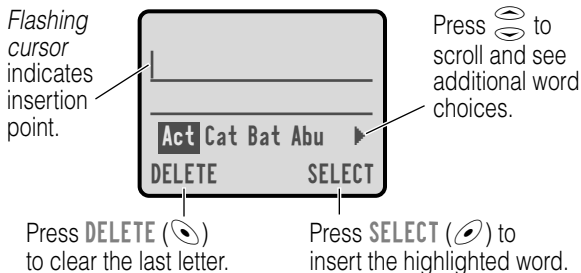 Flashing
cursor
indicates
insertion
point.
Press to
scroll and see
additional word
choices.
Act Cat Bat Abu
DELETE SELECT
Press DELETE ( )
to clear the last letter.
Press SELECT ( ) to
insert the highlighted word.